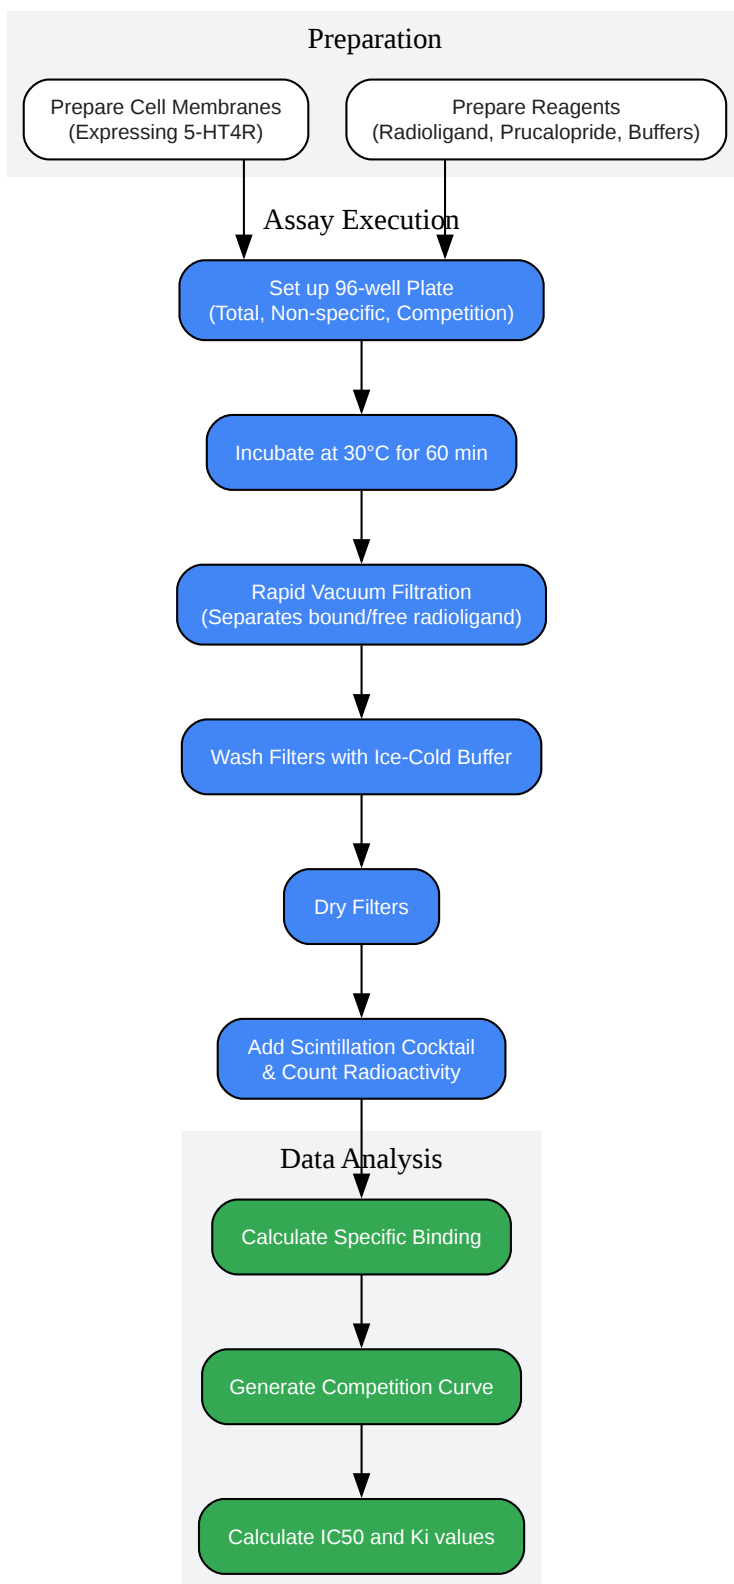 Preparation
Prepare Cell Membranes
(Expressing 5-HT4R)
Prepare Reagents
(Radioligand, Prucalopride, Buffers)
Assay Execution
Set up 96-well Plate
(Total, Non-specific, Competition)
Incubate at 30°C for 60 min
Rapid Vacuum Filtration
(Separates bound/free radioligand)
Wash Filters with Ice-Cold Buffer
Dry Filters
Add Scintillation Cocktail
& Count Radioactivity
Data Analysis
Calculate Specific Binding
Generate Competition Curve
Calculate IC50 and Ki values